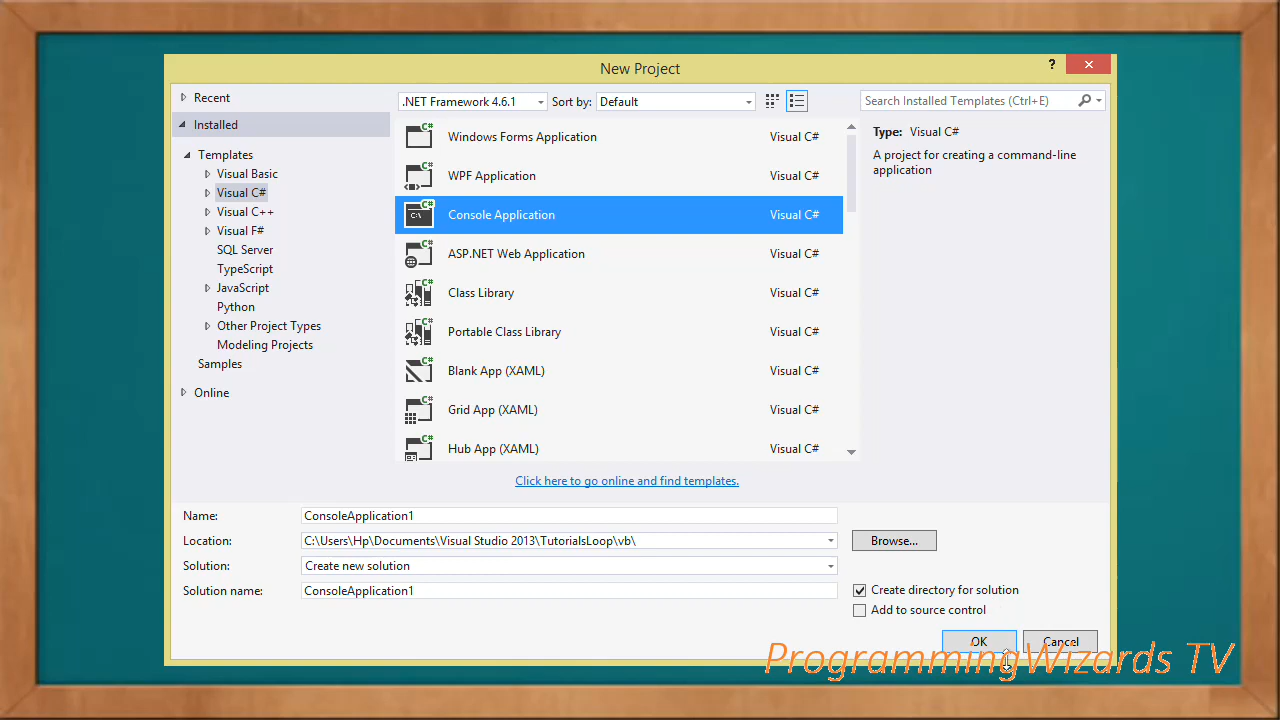 New Project
?
Recent
Installed
Templates
Visual Basic
Visual C#
Visual C++
Visual F#
SQL Server
TypeScript
JavaScript
Python
Other Project Types
Modeling Projects
Samples
Online
.NET Framework 4.6.1 Sort by: Default
Windows Forms Application Visual C#
WPF Application Visual C#
Console Application Visual C#
ASP.NET Web Application Visual C#
Class Library Visual C#
Portable Class Library Visual C#
Blank App (XAML) Visual C#
Grid App (XAML) Visual C#
Hub App (XAML) Visual C#
Click here to go online and find templates.
Search Installed Templates (Ctrl+E)
Type: Visual C#
A project for creating a command-line
application
Name: ConsoleApplication1
Location: C:\Users\Hp\Documents\Visual Studio 2013\TutorialsLoop\vb\ Browse...
Solution: Create new solution
Solution name: ConsoleApplication1
Create directory for solution
Add to source control
OK Cancel
ProgrammingWizards TV